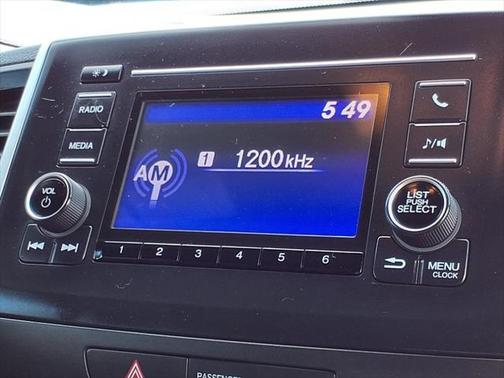 RADIO
MEDIA
VOL
5 49
AM
1 1200 kHz
LIST
PUSH
SELECT
MENU
CLOCK
1 2 3 4 5 6
PASSENGER